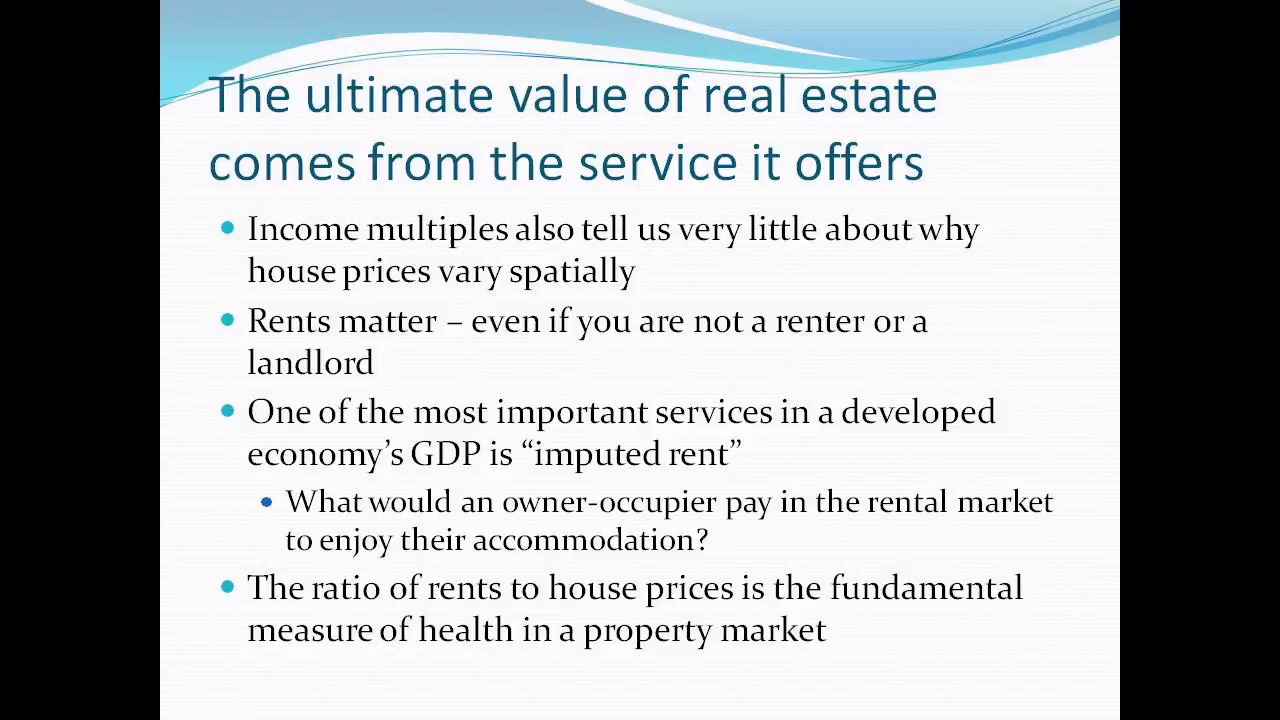 The ultimate value of real estate
comes from the service it offers
Income multiples also tell us very little about why
house prices vary spatially
Rents matter – even if you are not a renter or a
landlord
One of the most important services in a developed
economy’s GDP is “imputed rent”
What would an owner-occupier pay in the rental market
to enjoy their accommodation?
The ratio of rents to house prices is the fundamental
measure of health in a property market